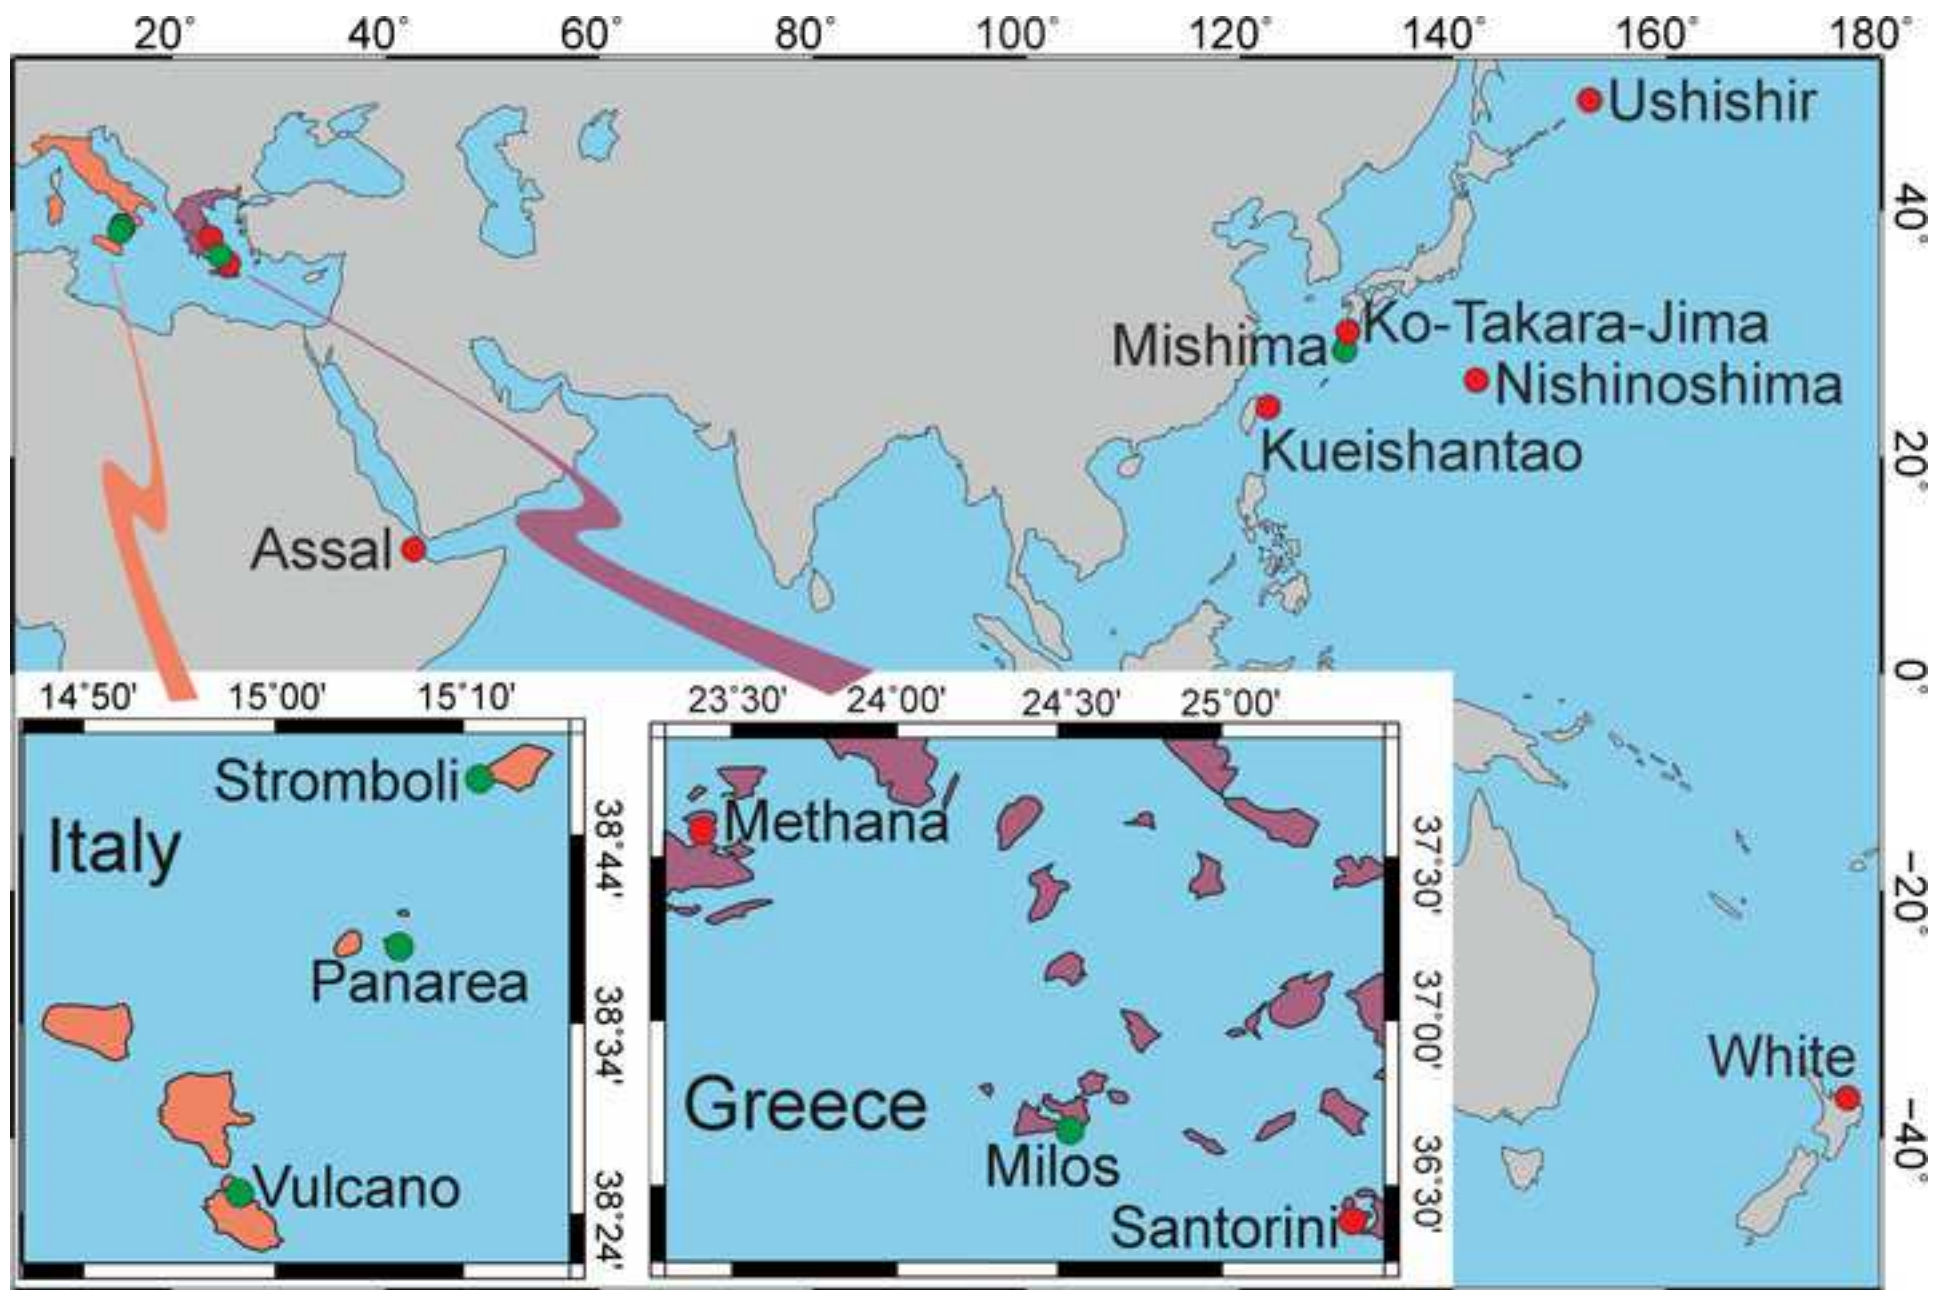 20° 40° 60° 80° 100° 120° 140° 160° 180°
Ushishir
40°
Ko-Takara-Jima
Mishima
Nishinoshima
Kueishantao
20°
Assal
0°
14°50' 15°00' 15°10'
23°30' 24°00' 24°30' 25°00'
Stromboli
38°44'
Italy
Panarea
38°34'
Vulcano
38°24'
Methana
37°30'
37°00'
Greece
Milos
36°30'
Santorini
-20°
White
-40°